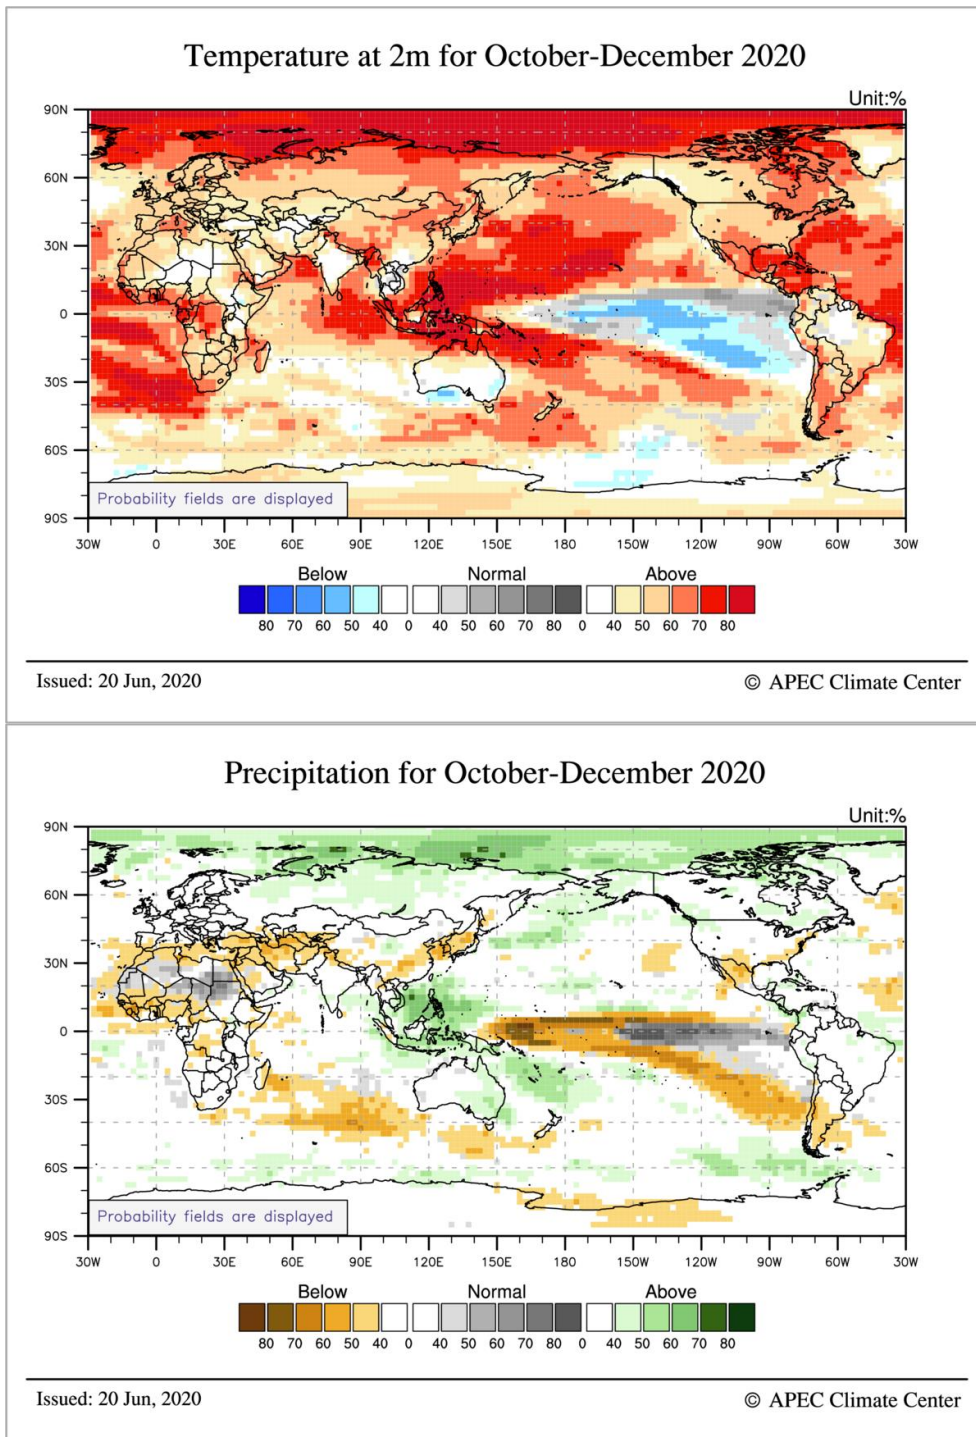 Temperature at 2m for October-December 2020
Unit:%
90N
60N
30N
0
30S
60S
90S
Probability fields are displayed
30W 0 30E 60E 90E 120E 150E 180 150W 120W 90W 60W 30W
Below Normal Above
80 70 60 50 40 0 40 50 60 70 80 0 40 50 60 70 80
Issued: 20 Jun, 2020 © APEC Climate Center
Precipitation for October-December 2020
Unit:%
90N
60N
30N
0
30S
60S
90S
Probability fields are displayed
30W 0 30E 60E 90E 120E 150E 180 150W 120W 90W 60W 30W
Below Normal Above
80 70 60 50 40 0 40 50 60 70 80 0 40 50 60 70 80
Issued: 20 Jun, 2020 © APEC Climate Center